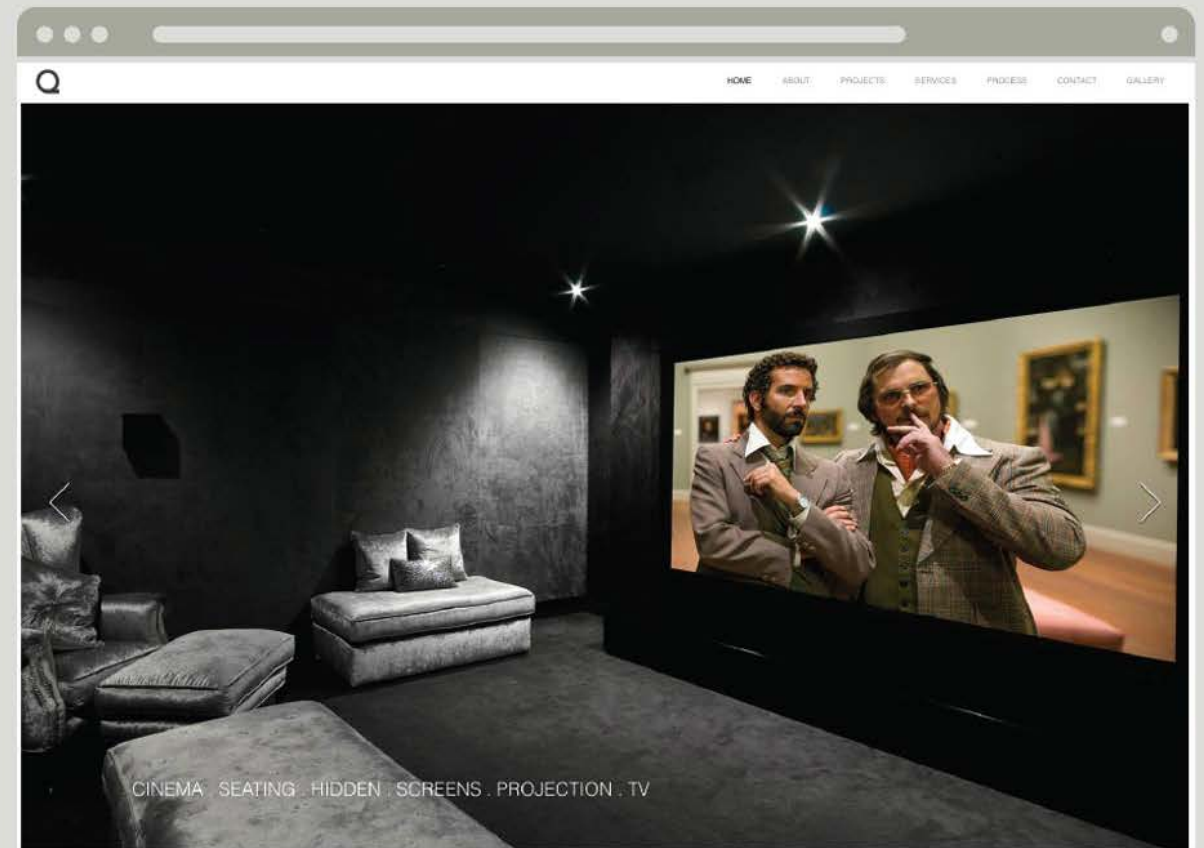 Q
HOME ABOUT PROJECTS SERVICES PROCESS CONTACT GALLERY
CINEMA . SEATING . HIDDEN . SCREENS . PROJECTION . TV